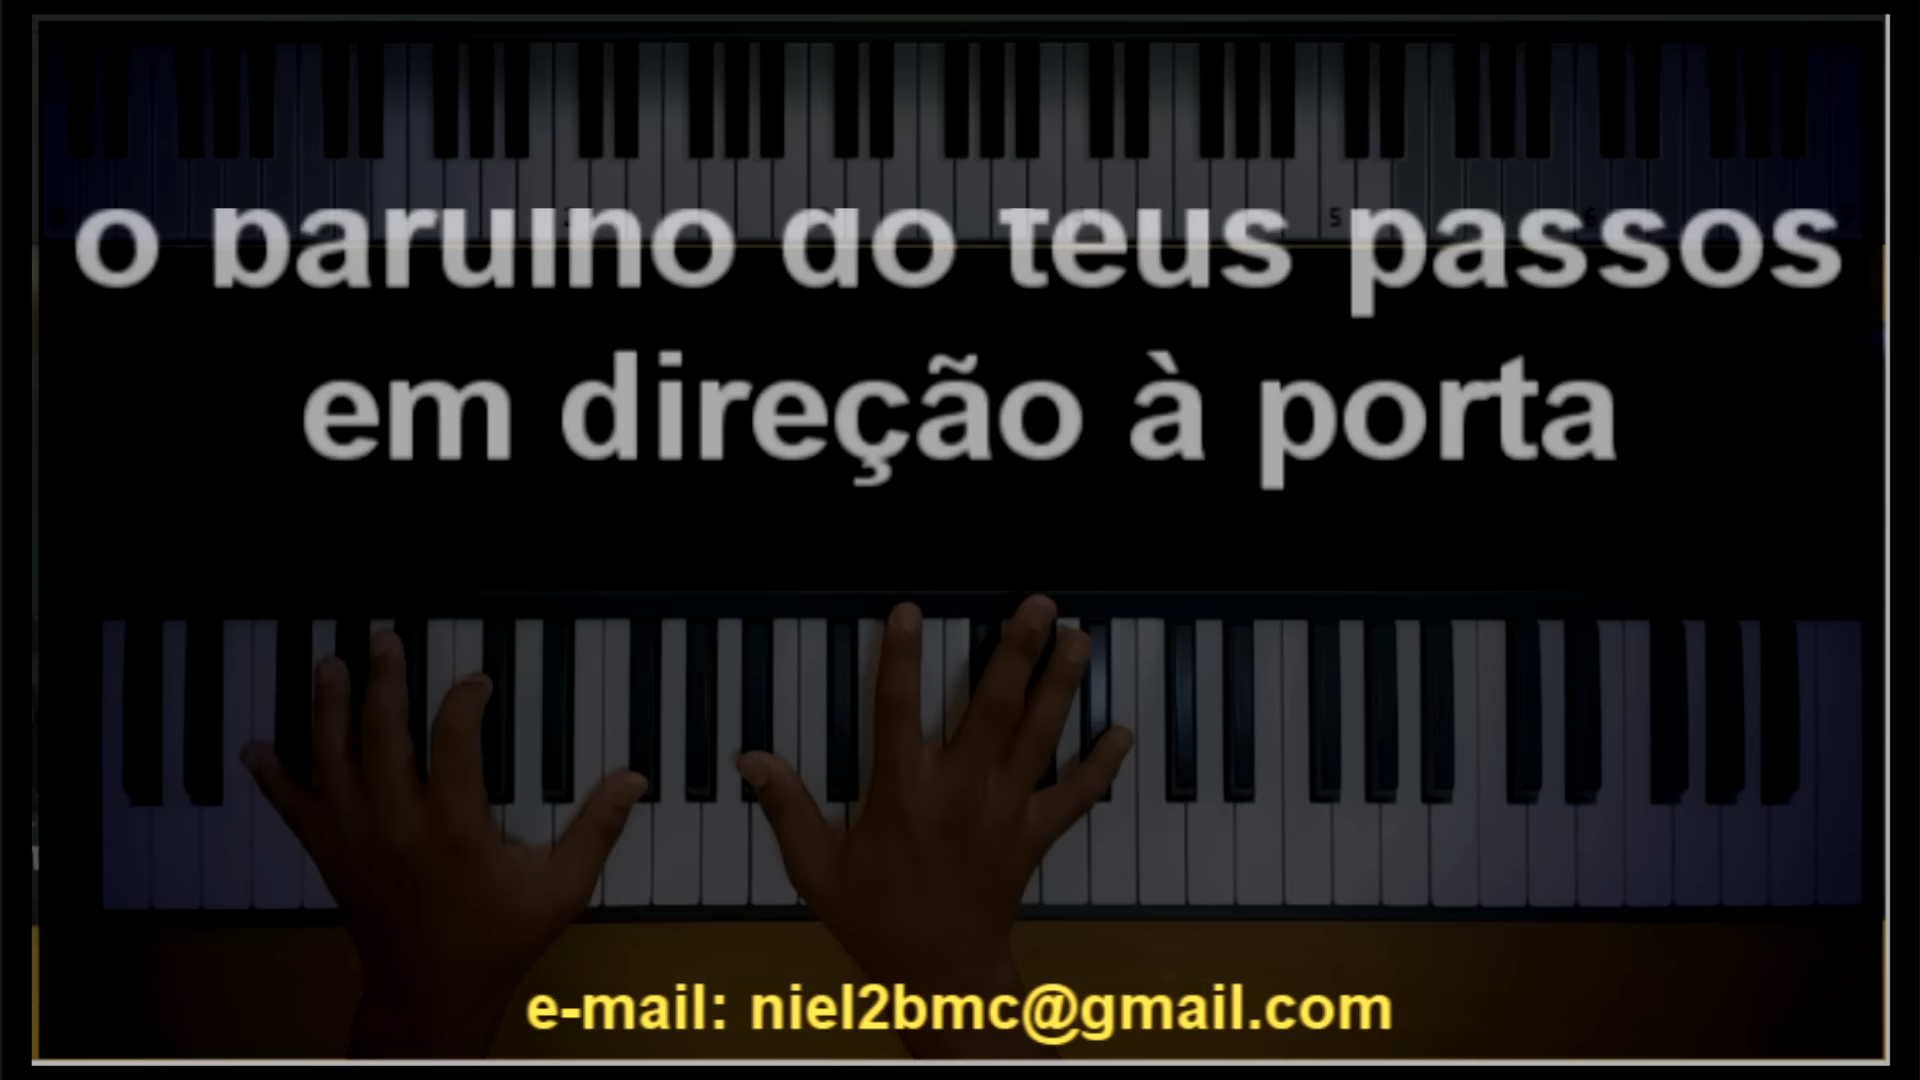 o barulho do teus passos
em direção à porta
e-mail: niel2bmc@gmail.com